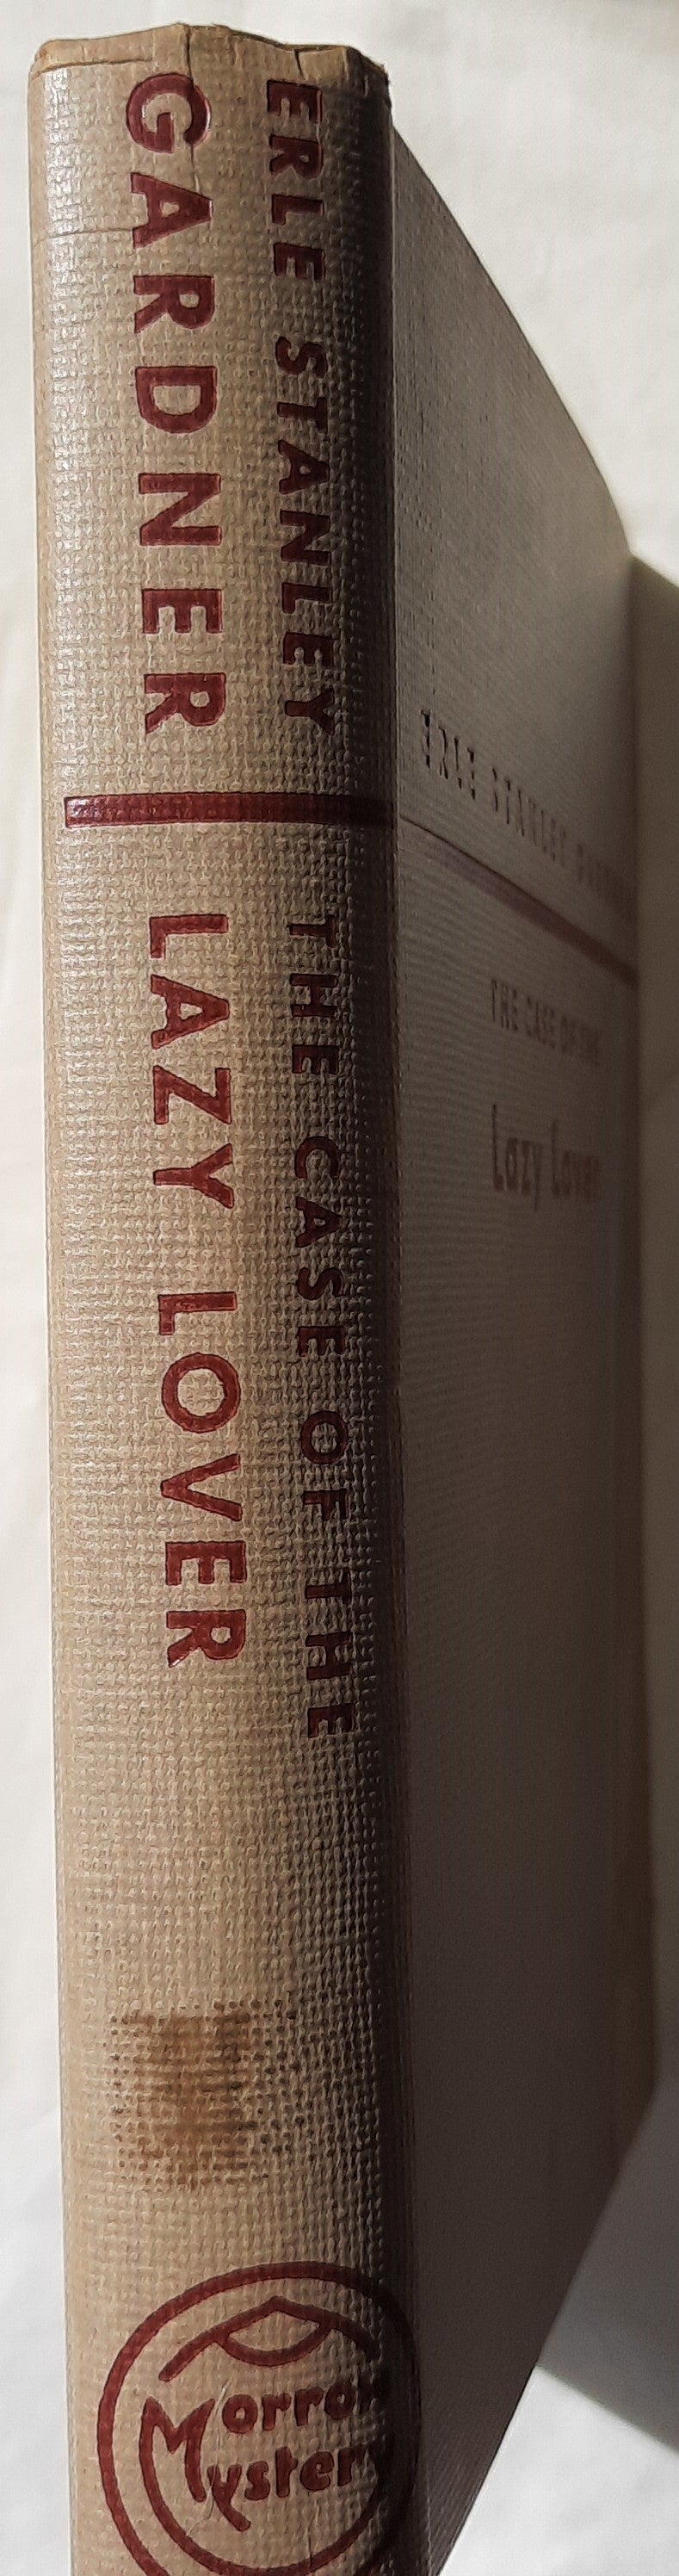 ERLE STANLEY
GARDNER
THE CASE OF THE
LAZY LOVER
Morrow
Mystery
ERLE STANLEY GARDNER
THE CASE OF THE
Lazy Lover